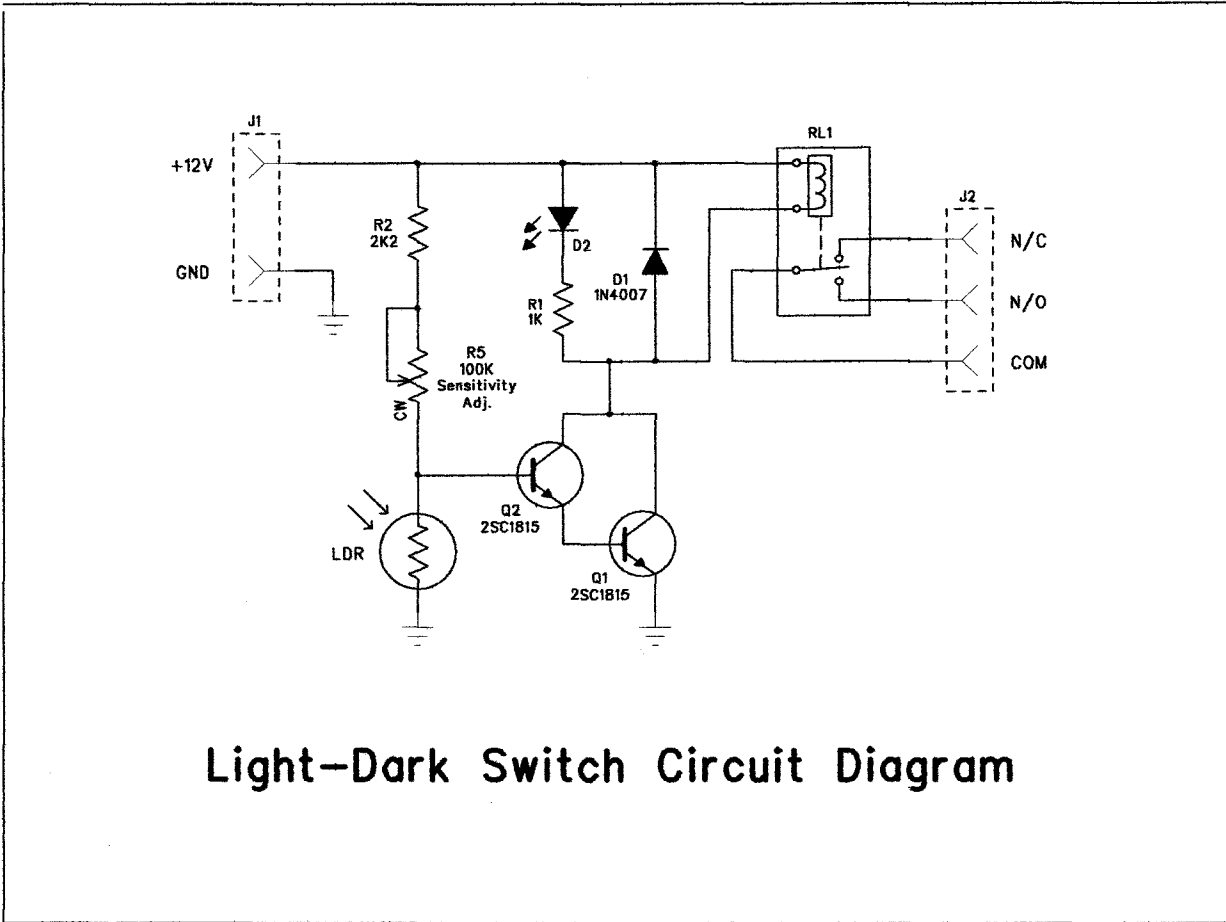 J1
+12V
GND
R2
2K2
R5
100K
Sensitivity
Adj.
CW
LDR
D2
R1
1K
D1
1N4007
Q2
2SC1815
Q1
2SC1815
RL1
J2
N/C
N/O
COM
Light-Dark Switch Circuit Diagram